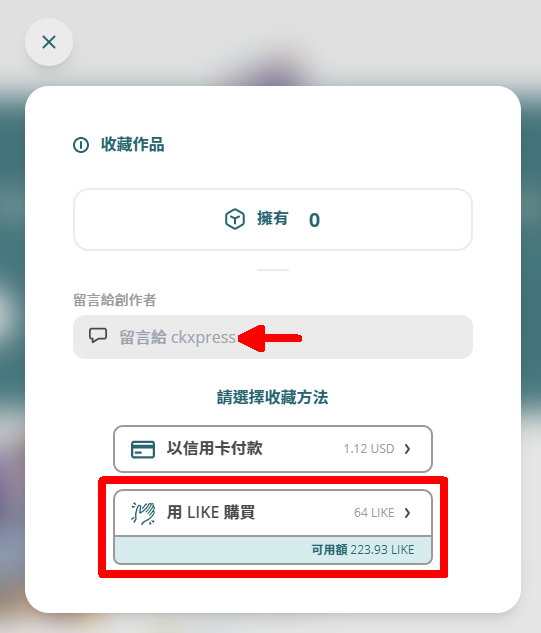 收藏作品
擁有 0
留言給創作者
留言給 ckxpress
請選擇收藏方法
以信用卡付款 1.12 USD
用 LIKE 購買 64 LIKE
可用額 223.93 LIKE